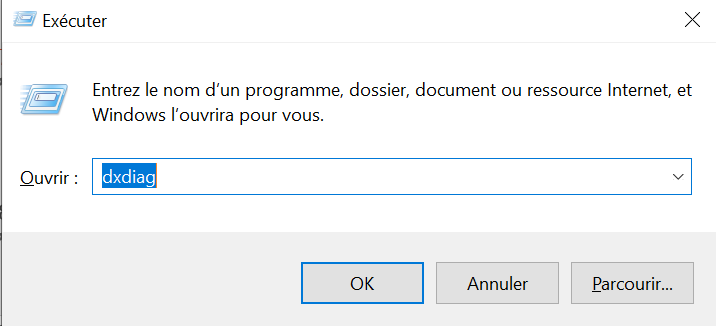 Exécuter
Entrez le nom d’un programme, dossier, document ou ressource Internet, et
Windows l’ouvrira pour vous.
Ouvrir : dxdiag
OK Annuler Parcourir...